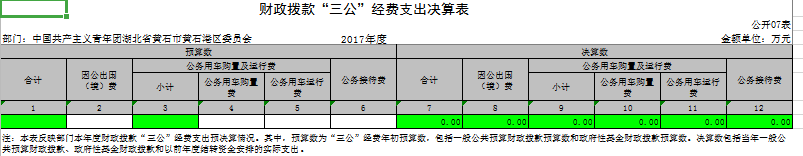 财政拨款“三公”经费支出决算表
公开07表
部门：中国共产主义青年团湖北省黄石市黄石港区委员会 2017年度 金额单位：万元
预算数 决算数
合计 因公出国（境）费 公务用车购置及运行费 公务接待费 合计 因公出国（境）费 公务用车购置及运行费 公务接待费
小计 公务用车购置费 公务用车运行费 小计 公务用车购置费 公务用车运行费
1 2 3 4 5 6 7 8 9 10 11 12
0.00 0.00 0.00 0.00 0.00 0.00
注：本表反映部门本年度财政拨款“三公”经费支出预决算情况。其中，预算数为“三公”经费年初预算数，包括一般公共预算财政拨款预算数和政府性基金财政拨款预算数。决算数包括当年一般公
共预算财政拨款、政府性基金财政拨款和以前年度结转资金安排的实际支出。